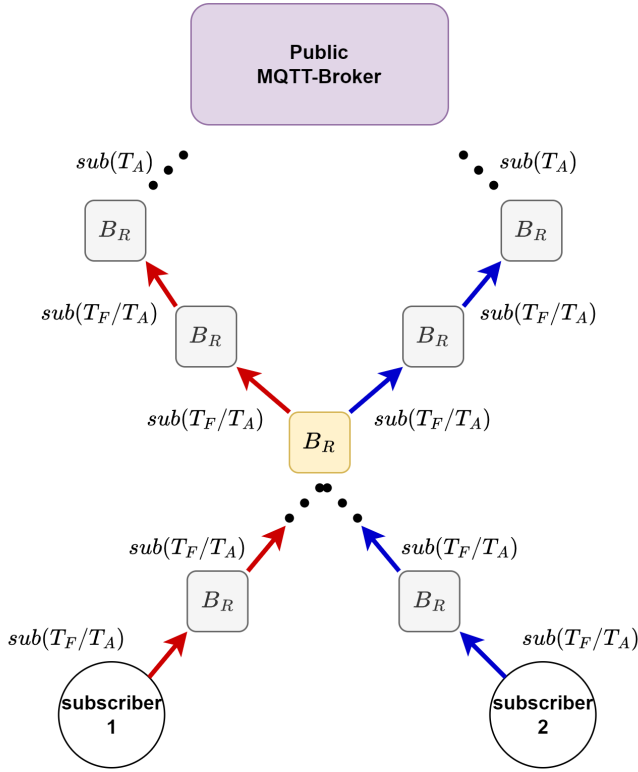 Public
MQTT-Broker
sub(T_A)
sub(T_A)
B_R
B_R
sub(T_F/T_A)
sub(T_F/T_A)
B_R
B_R
sub(T_F/T_A)
sub(T_F/T_A)
B_R
sub(T_F/T_A)
sub(T_F/T_A)
B_R
B_R
sub(T_F/T_A)
sub(T_F/T_A)
subscriber
1
subscriber
2